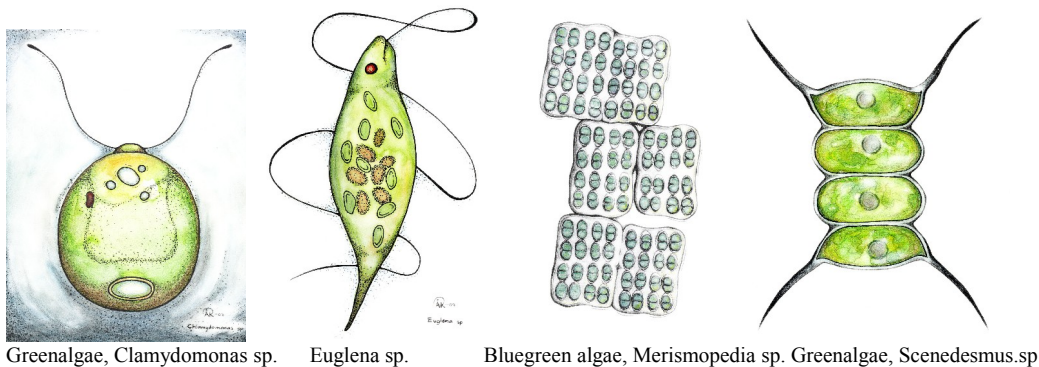 Chlamydomonas sp
Euglena sp
Greenalgae, Clamydomonas sp. Euglena sp. Bluegreen algae, Merismopedia sp. Greenalgae, Scenedesmus.sp